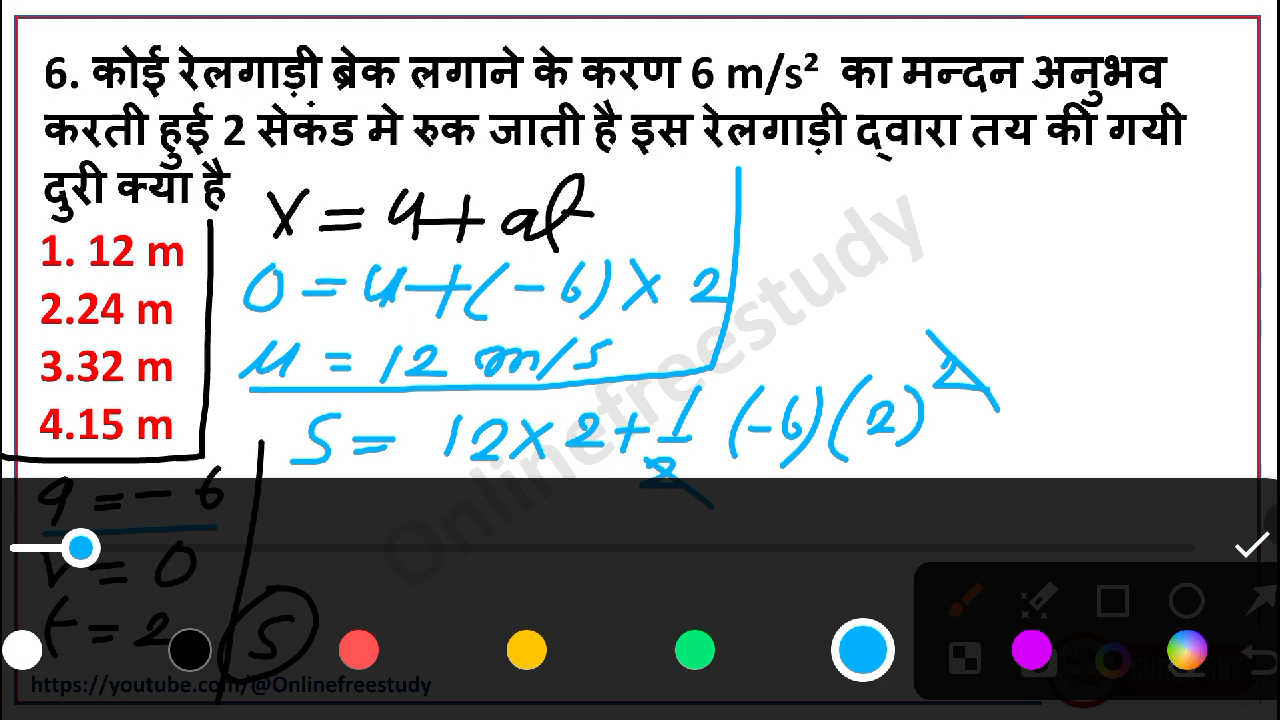 6. कोई रेलगाड़ी ब्रेक लगाने के करण 6 m/s² का मन्दन अनुभव
करती हुई 2 सेकंड मे रुक जाती है इस रेलगाड़ी द्वारा तय की गयी
दुरी क्या है
1. 12 m
2.24 m
3.32 m
4.15 m
V = u + at
0 = u + (-6) × 2
u = 12 m/s
S = 12 × 2 + 1/2 (-6)(2)²
a = - 6
V = 0
t = 2
S
Onlinefreestudy
https://youtube.com/@Onlinefreestudy